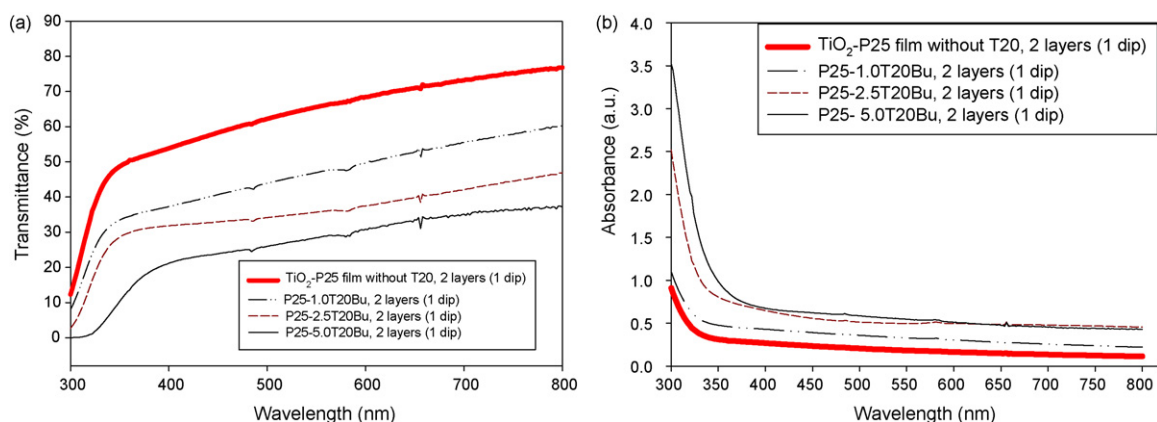 (a)
90
80
70
60
50
40
30
20
10
0
Transmittance (%)
300 400 500 600 700 800
Wavelength (nm)
TiO2-P25 film without T20, 2 layers (1 dip)
P25-1.0T20Bu, 2 layers (1 dip)
P25-2.5T20Bu, 2 layers (1 dip)
P25-5.0T20Bu, 2 layers (1 dip)
(b)
4.0
3.5
3.0
2.5
2.0
1.5
1.0
0.5
0.0
Absorbance (a.u.)
300 350 400 450 500 550 600 650 700 750 800
Wavelength (nm)
TiO2-P25 film without T20, 2 layers (1 dip)
P25-1.0T20Bu, 2 layers (1 dip)
P25-2.5T20Bu, 2 layers (1 dip)
P25- 5.0T20Bu, 2 layers (1 dip)